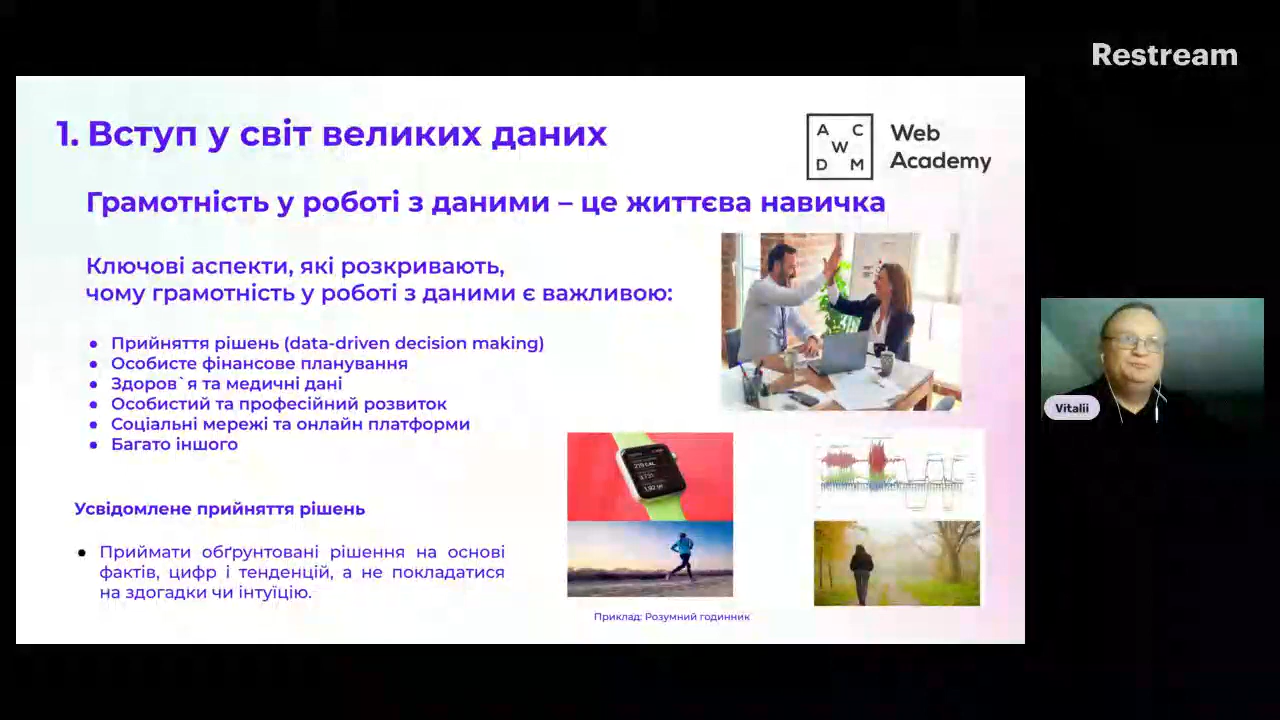 Restream
1. Вступ у світ великих даних
A C
W
D M
Web
Academy
Грамотність у роботі з даними – це життєва навичка
Ключові аспекти, які розкривають,
чому грамотність у роботі з даними є важливою:
● Прийняття рішень (data-driven decision making)
● Особисте фінансове планування
● Здоров`я та медичні дані
● Особистий та професійний розвиток
● Соціальні мережі та онлайн платформи
● Багато іншого
Vitalii
Усвідомлене прийняття рішень
● Приймати обґрунтовані рішення на основі
фактів, цифр і тенденцій, а не покладатися
на здогадки чи інтуїцію.
Приклад: Розумний годинник